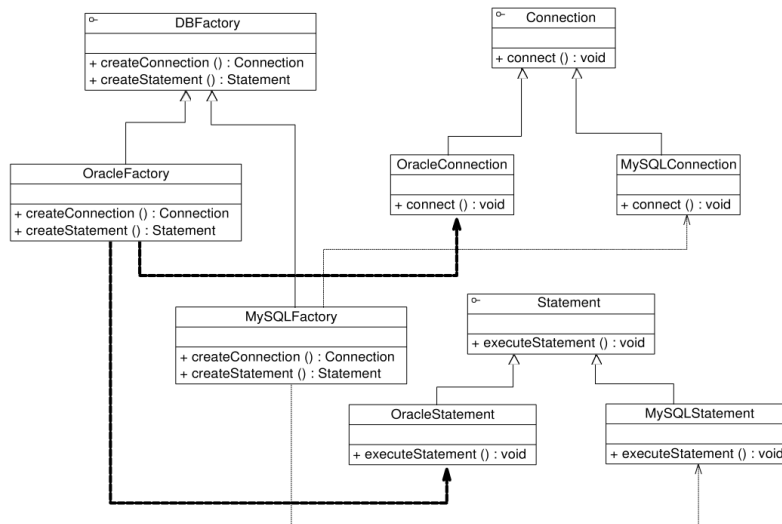 DBFactory
+ createConnection () : Connection
+ createStatement () : Statement
Connection
+ connect () : void
OracleFactory
+ createConnection () : Connection
+ createStatement () : Statement
OracleConnection
+ connect () : void
MySQLConnection
+ connect () : void
MySQLFactory
+ createConnection () : Connection
+ createStatement () : Statement
Statement
+ executeStatement () : void
OracleStatement
+ executeStatement () : void
MySQLStatement
+ executeStatement () : void